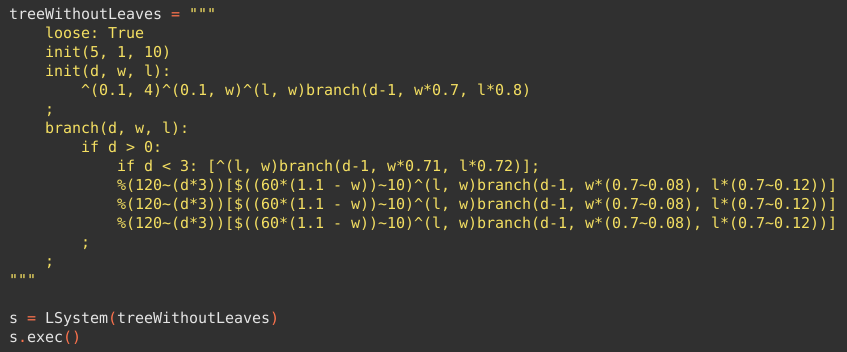 treeWithoutLeaves = """
    loose: True
    init(5, 1, 10)
    init(d, w, l):
        ^(0.1, 4)^(0.1, w)^(l, w)branch(d-1, w*0.7, l*0.8)
    ;
    branch(d, w, l):
        if d > 0:
            if d < 3: [^(l, w)branch(d-1, w*0.71, l*0.72)];
            %(120~(d*3))[$((60*(1.1 - w))~10)^(l, w)branch(d-1, w*(0.7~0.08), l*(0.7~0.12))]
            %(120~(d*3))[$((60*(1.1 - w))~10)^(l, w)branch(d-1, w*(0.7~0.08), l*(0.7~0.12))]
            %(120~(d*3))[$((60*(1.1 - w))~10)^(l, w)branch(d-1, w*(0.7~0.08), l*(0.7~0.12))]
        ;
    ;
"""

s = LSystem(treeWithoutLeaves)
s.exec()